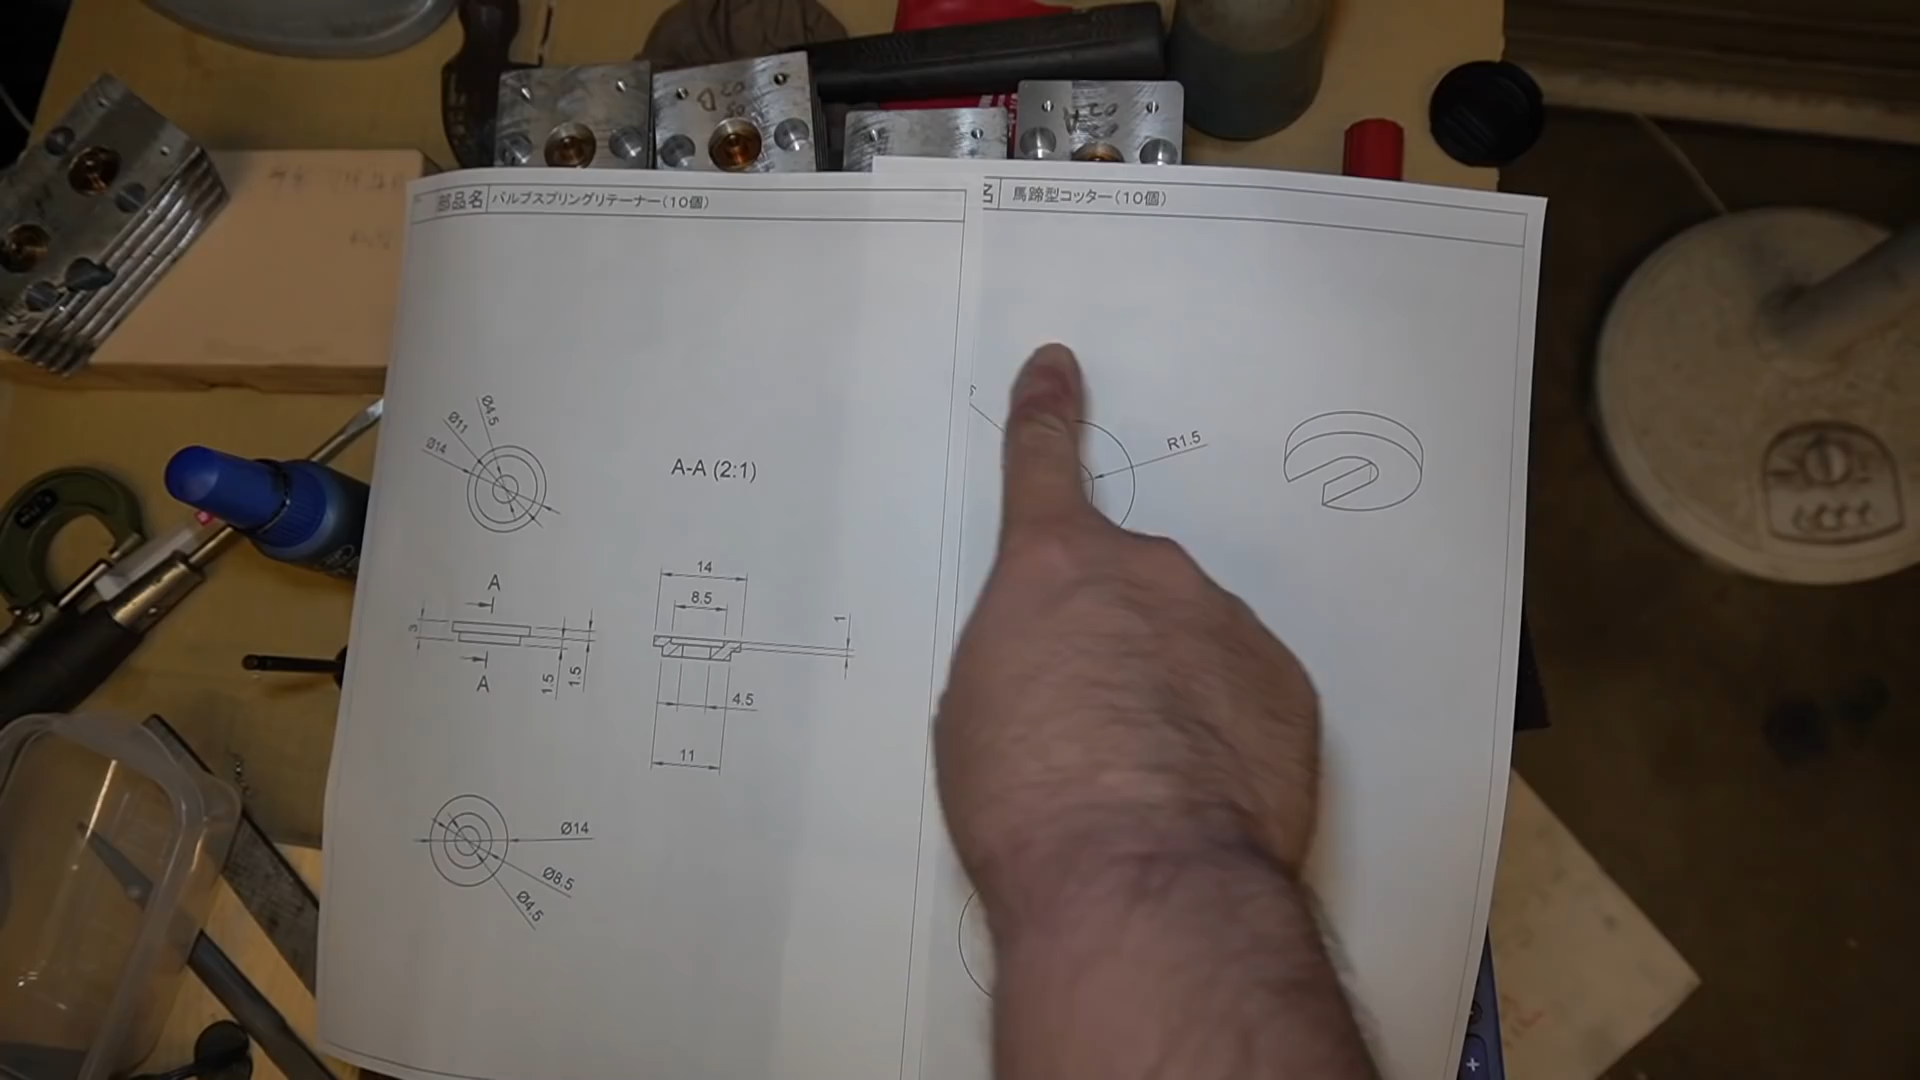 部品名 バルブスプリングリテーナー(10個)
馬蹄型コッター(10個)
Ø4.5
Ø11
Ø14
A-A (2:1)
R1.5
A
3
1.5
1.5
A
14
8.5
1
4.5
11
Ø14
Ø8.5
Ø4.5